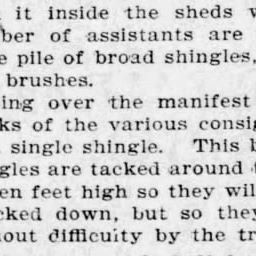 it inside the sheds
ber of assistants are
pile of broad shingles,
brushes.
ing over the manifest
ks of the various consig
single shingle. This b
gles are tacked around
en feet high so they wil
cked down, but so they
out difficulty by the tr